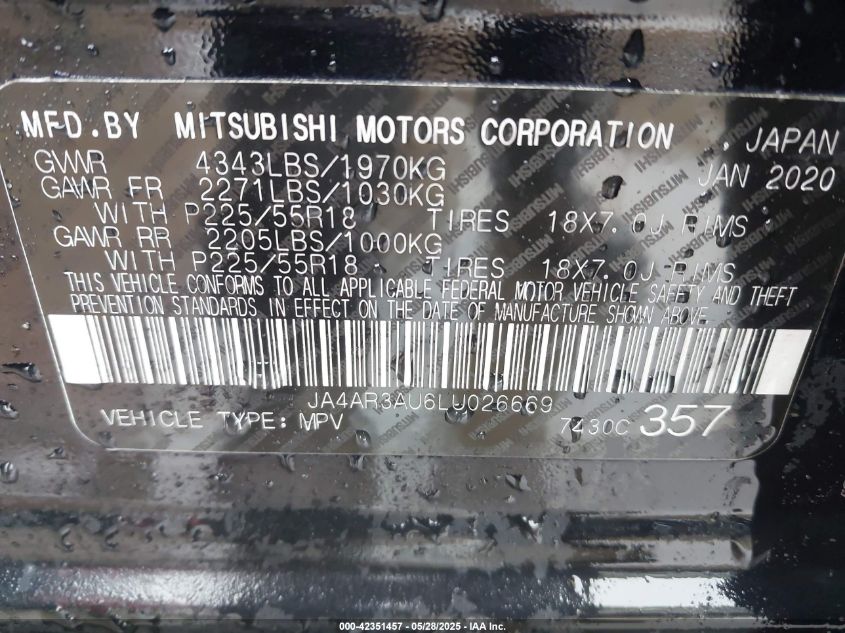 MFD.BY MITSUBISHI MOTORS CORPORATION , JAPAN
GVWR 4343LBS/1970KG JAN 2020
GAWR FR 2271LBS/1030KG
WITH P225/55R18 TIRES 18X7.0J RIMS
GAWR RR 2205LBS/1000KG
WITH P225/55R18 TIRES 18X7.0J RIMS
THIS VEHICLE CONFORMS TO ALL APPLICABLE FEDERAL MOTOR VEHICLE SAFETY AND THEFT
PREVENTION STANDARDS IN EFFECT ON THE DATE OF MANUFACTURE SHOWN ABOVE.
JA4AR3AU6LU026669
VEHICLE TYPE: MPV 7430C 357
000-42351457 - 05/28/2025 - IAA Inc.